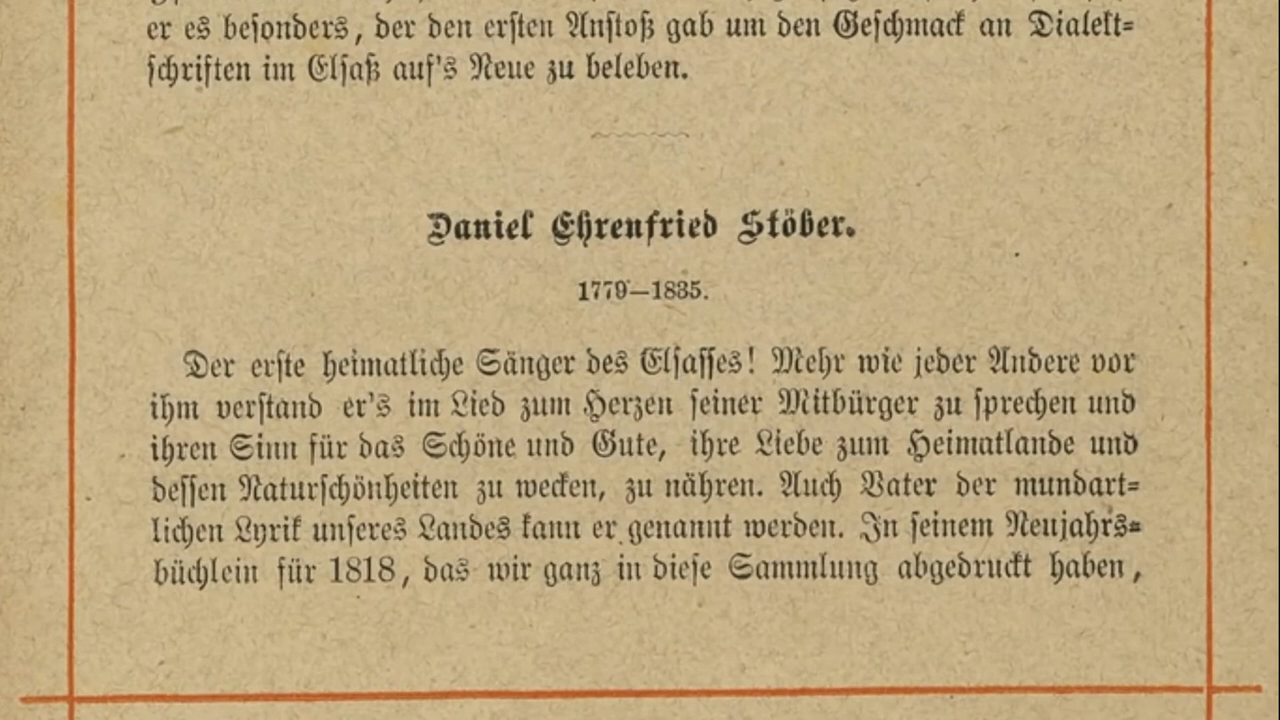 er es besonders, der den ersten Anstoß gab um den Geschmack an Dialekt=
schriften im Elsaß auf's Neue zu beleben.
Daniel Ehrenfried Stöber.
1779—1835.
Der erste heimatliche Sänger des Elsasses! Mehr wie jeder Andere vor
ihm verstand er's im Lied zum Herzen seiner Mitbürger zu sprechen und
ihren Sinn für das Schöne und Gute, ihre Liebe zum Heimatlande und
dessen Naturschönheiten zu wecken, zu nähren. Auch Vater der mundart=
lichen Lyrik unseres Landes kann er genannt werden. In seinem Neujahrs=
büchlein für 1818, das wir ganz in diese Sammlung abgedruckt haben,